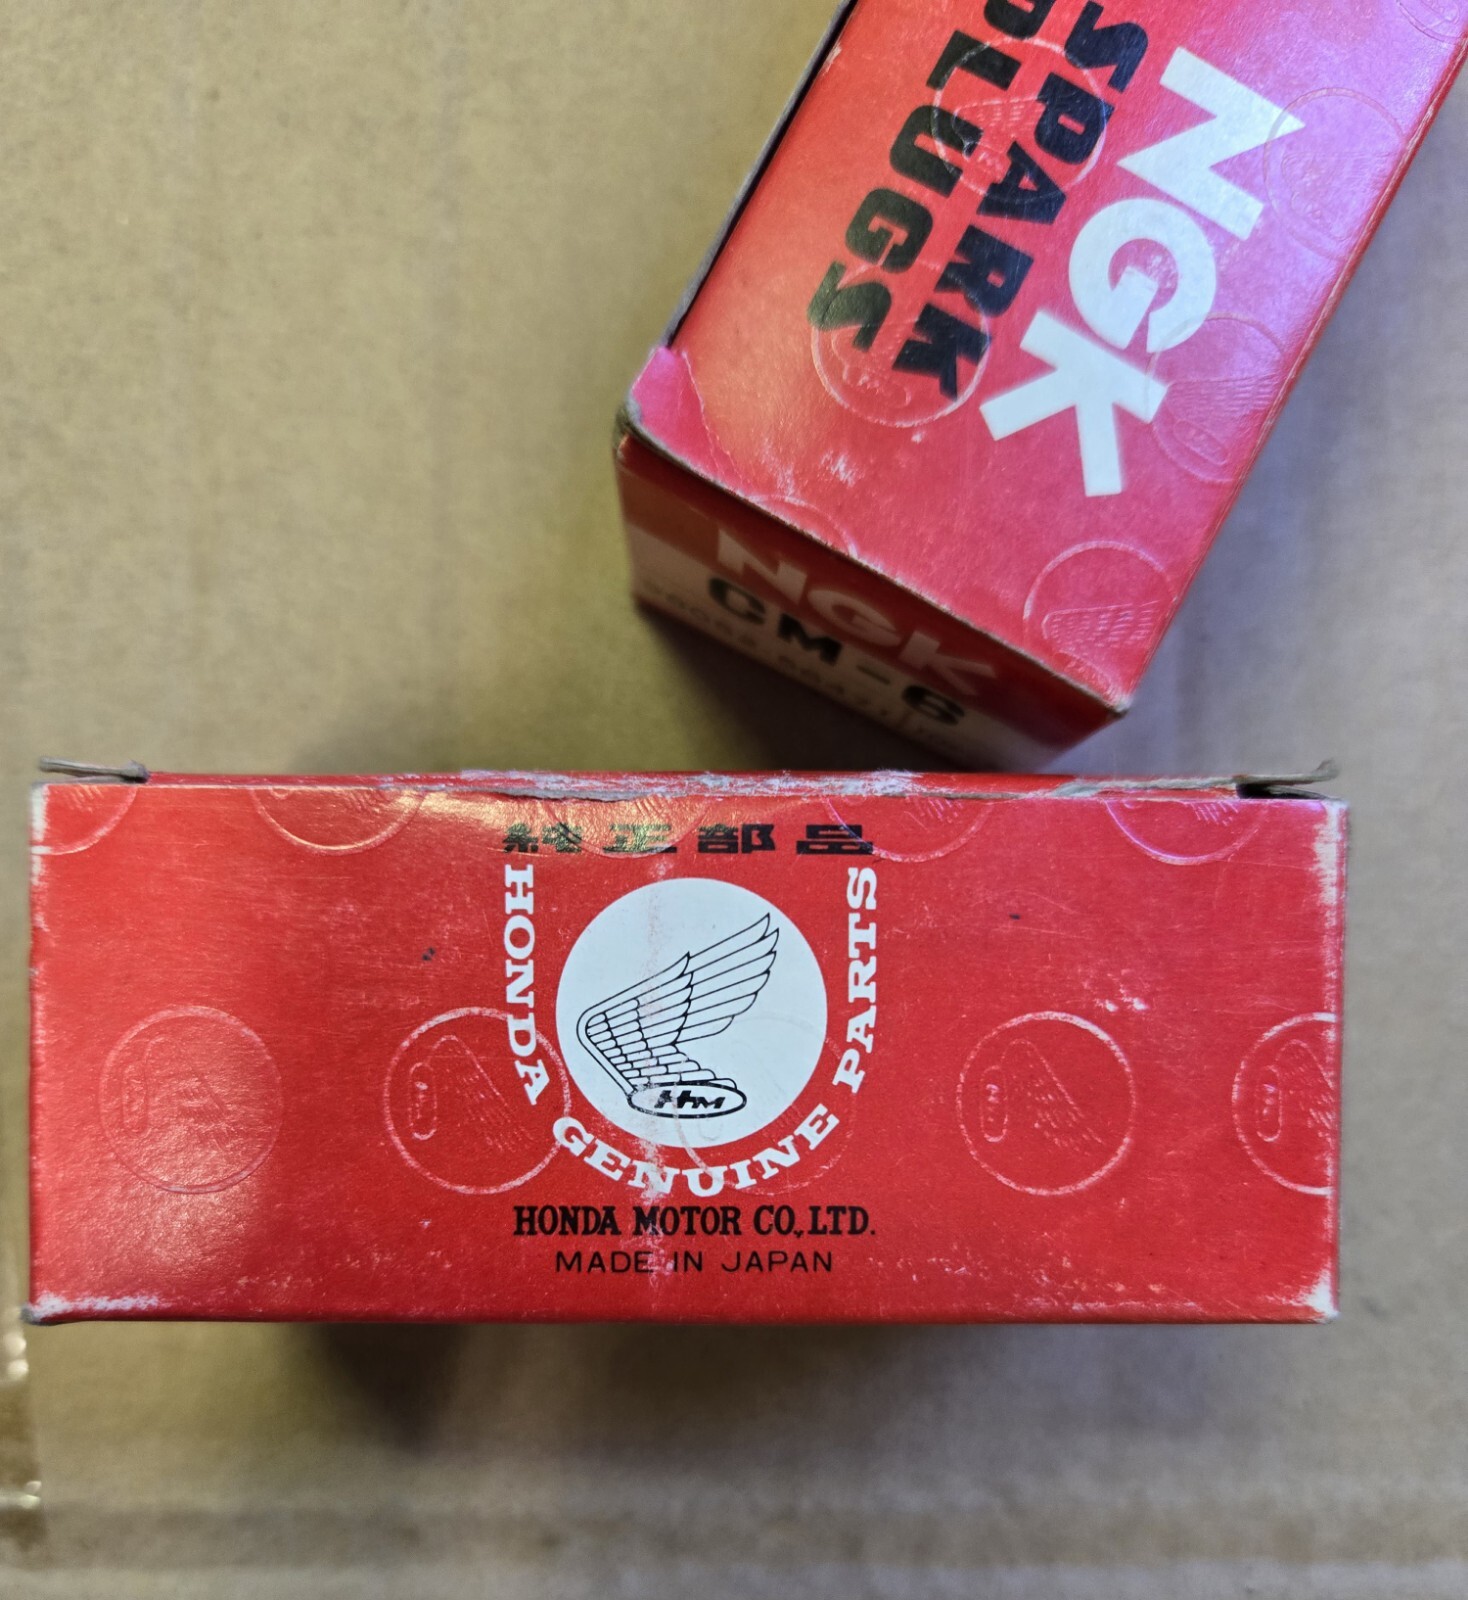 NGK
SPARK
PLUGS
NGK
CM-6
純正部品
HONDA GENUINE PARTS
HM
HONDA MOTOR CO., LTD.
MADE IN JAPAN